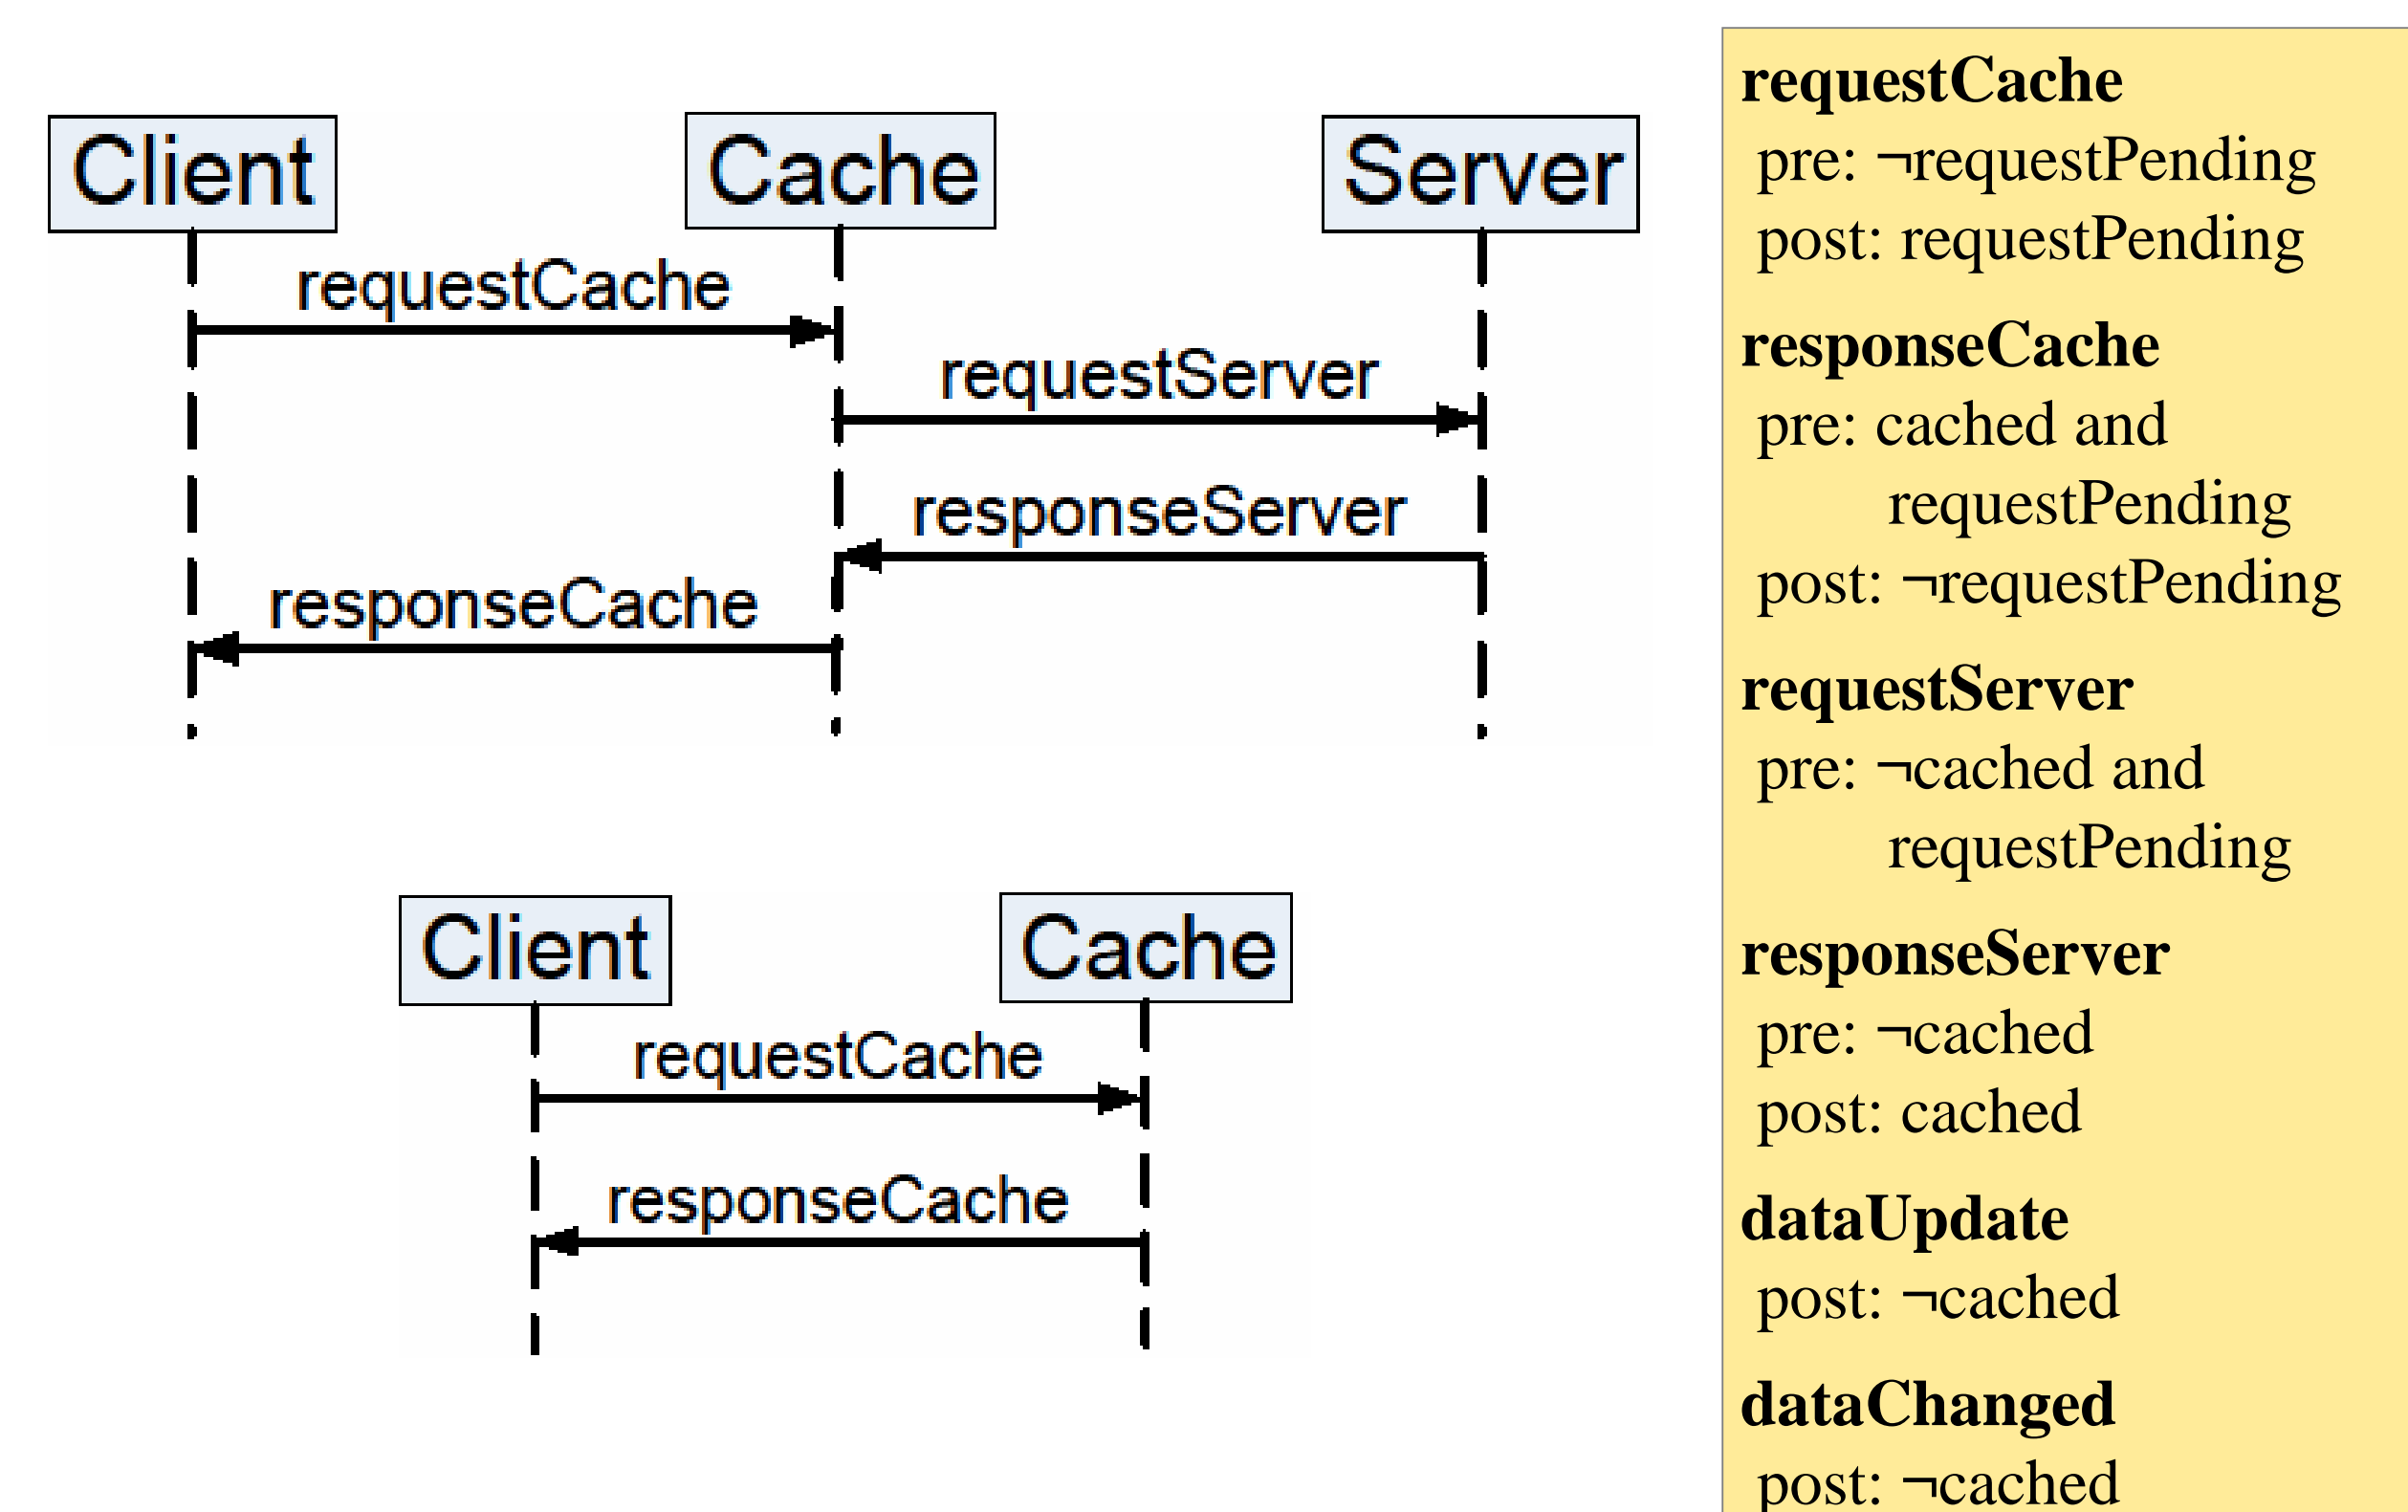 Client
Cache
Server
requestCache
requestServer
responseServer
responseCache
Client
Cache
requestCache
responseCache
requestCache
pre: ¬requestPending
post: requestPending
responseCache
pre: cached and
requestPending
post: ¬requestPending
requestServer
pre: ¬cached and
requestPending
responseServer
pre: ¬cached
post: cached
dataUpdate
post: ¬cached
dataChanged
post: ¬cached